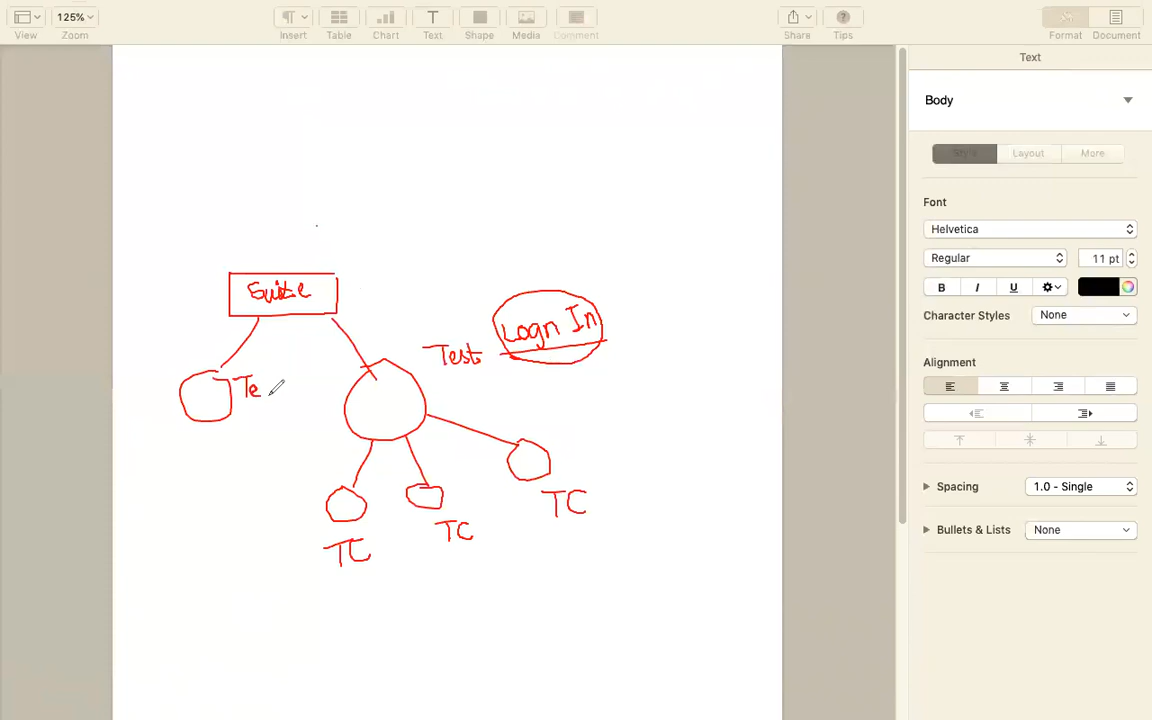 125%
View
Zoom
Insert
Table
Chart
Text
Shape
Media
Comment
Share
Tips
Format
Document
Text
Body
Style
Layout
More
Font
Helvetica
Regular
11 pt
B I U
Character Styles
None
Alignment
Spacing
1.0 - Single
Bullets & Lists
None
Suite
Logn In
Test
Te
TC
TC
TC